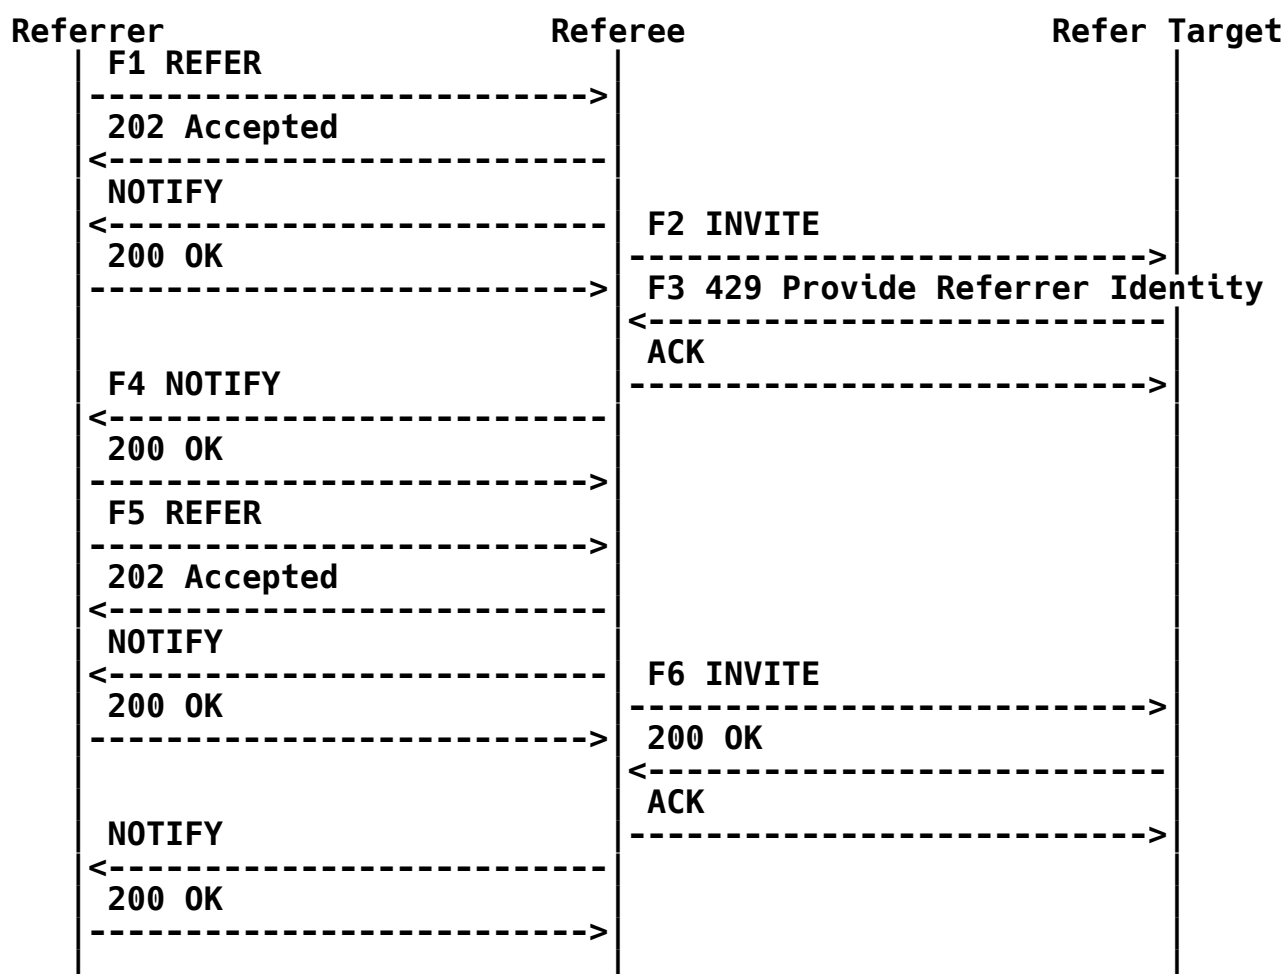 Referrer Referee Refer Target
F1 REFER
202 Accepted
NOTIFY
F2 INVITE
200 OK
F3 429 Provide Referrer Identity
ACK
F4 NOTIFY
200 OK
F5 REFER
202 Accepted
NOTIFY
F6 INVITE
200 OK
200 OK
ACK
NOTIFY
200 OK